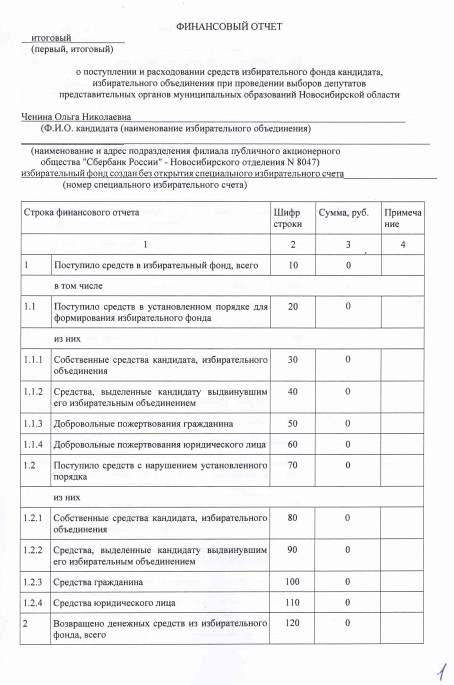 ФИНАНСОВЫЙ ОТЧЕТ
итоговый
(первый, итоговый)
о поступлении и расходовании средств избирательного фонда кандидата,
избирательного объединения при проведении выборов депутатов
представительных органов муниципальных образований Новосибирской области
Ченина Ольга Николаевна
(Ф.И.О. кандидата (наименование избирательного объединения)
(наименование и адрес подразделения филиала публичного акционерного
общества "Сбербанк России" - Новосибирского отделения N 8047)
избирательный фонд создан без открытия специального избирательного счета
(номер специального избирательного счета)
Строка финансового отчета Шифр Сумма, руб. Примеча
строки ние
1 2 3 4
1 Поступило средств в избирательный фонд, всего 10 0
в том числе
1.1 Поступило средств в установленном порядке для 20 0
формирования избирательного фонда
из них
1.1.1 Собственные средства кандидата, избирательного 30 0
объединения
1.1.2 Средства, выделенные кандидату выдвинувшим 40 0
его избирательным объединением
1.1.3 Добровольные пожертвования гражданина 50 0
1.1.4 Добровольные пожертвования юридического лица 60 0
1.2 Поступило средств с нарушением установленного 70 0
порядка
из них
1.2.1 Собственные средства кандидата, избирательного 80 0
объединения
1.2.2 Средства, выделенные кандидату выдвинувшим 90 0
его избирательным объединением
1.2.3 Средства гражданина 100 0
1.2.4 Средства юридического лица 110 0
2 Возвращено денежных средств из избирательного 120 0
фонда, всего
1